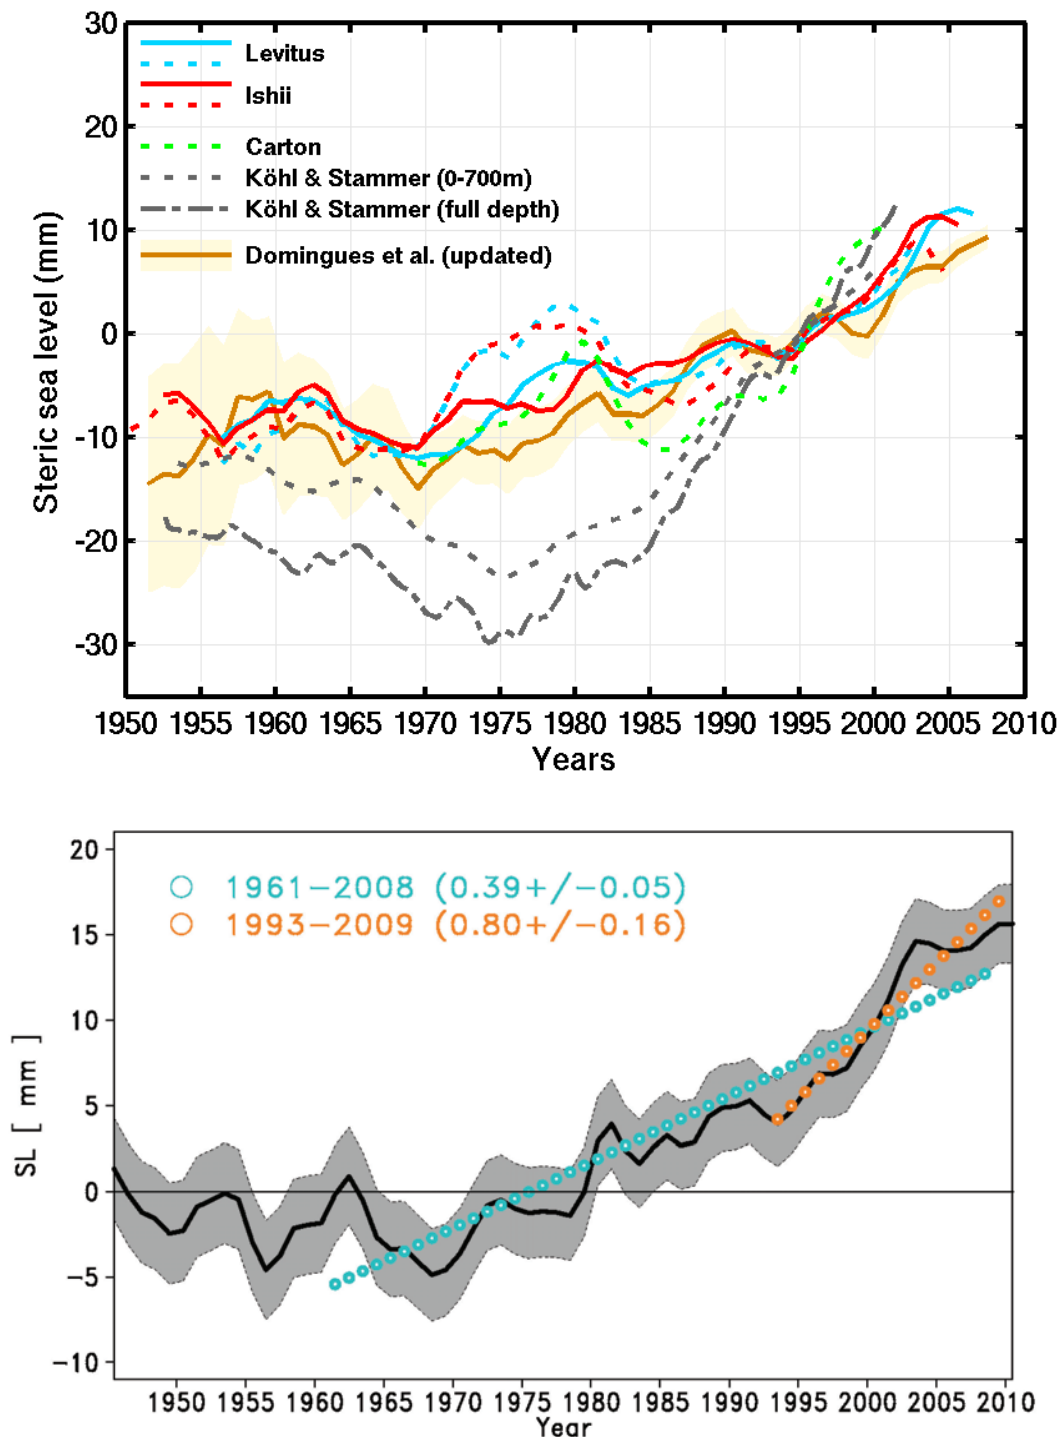 30
20
10
0
-10
-20
-30
Steric sea level (mm)
Levitus
Ishii
Carton
Köhl & Stammer (0-700m)
Köhl & Stammer (full depth)
Domingues et al. (updated)
1950 1955 1960 1965 1970 1975 1980 1985 1990 1995 2000 2005 2010
Years
20
15
10
5
0
-5
-10
SL [ mm ]
1961-2008 (0.39+/-0.05)
1993-2009 (0.80+/-0.16)
1950 1955 1960 1965 1970 1975 1980 1985 1990 1995 2000 2005 2010
Year